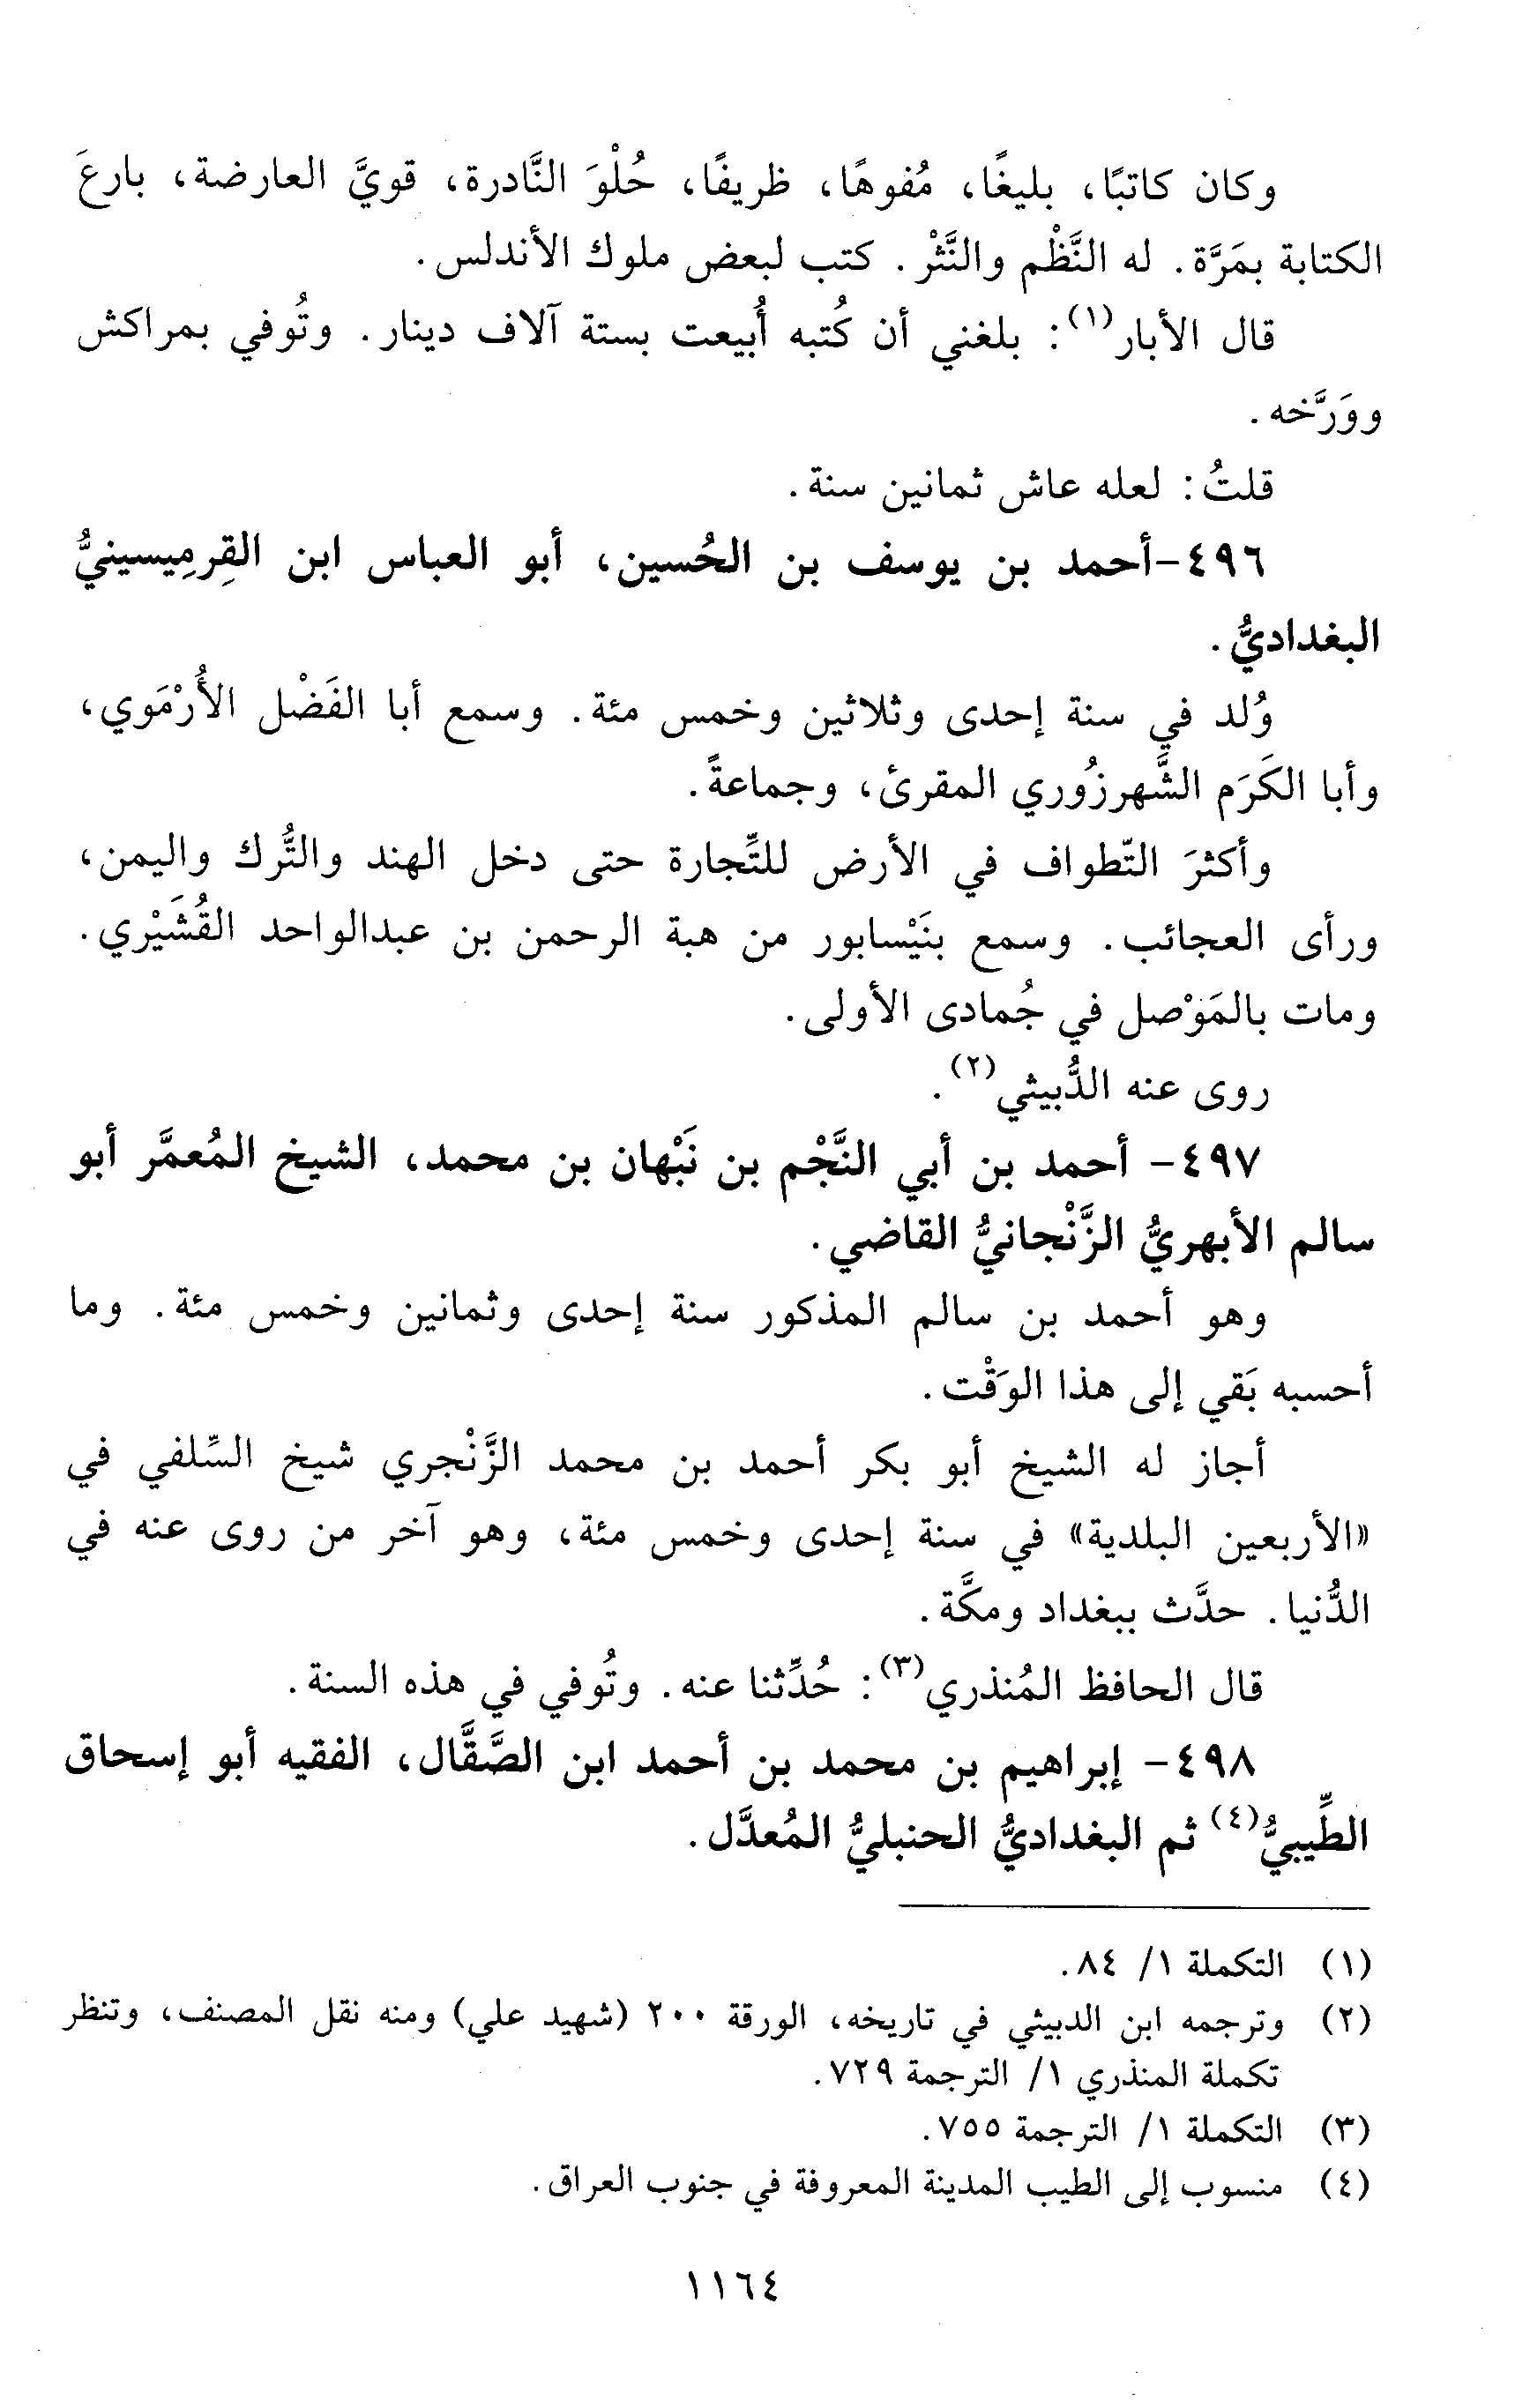 وكان كاتبًا، بليغًا، مُفوهًا، ظريفًا، حُلْوَ النَّادرة، قويَّ العارضة، بارعَ
الكتابة بمَرَّة. له النَّظْم والنَّثْر. كتب لبعض ملوك الأندلس.
قال الأبار(١): بلغني أن كُتبه أُبيعت بستة آلاف دينار. وتُوفي بمراكش
ووَرَّخه.
قلتُ: لعله عاش ثمانين سنة.
٤٩٦-أحمد بن يوسف بن الحُسين، أبو العباس ابن القِرمِيسينيُّ
البغداديُّ.
وُلد في سنة إحدى وثلاثين وخمس مئة. وسمع أبا الفَضْل الأُرْمَوي،
وأبا الكَرَم الشَّهرزُوري المقرئ، وجماعةً.
وأكثرَ التّطواف في الأرض للتِّجارة حتى دخل الهند والتُّرك واليمن،
ورأى العجائب. وسمع بنَيْسابور من هبة الرحمن بن عبدالواحد القُشَيْري.
ومات بالمَوْصل في جُمادى الأولى.
روى عنه الدُّبيثي(٢).
٤٩٧- أحمد بن أبي النَّجْم بن نَبْهان بن محمد، الشيخ المُعمَّر أبو
سالم الأبهريُّ الزَّنْجانيُّ القاضي.
وهو أحمد بن سالم المذكور سنة إحدى وثمانين وخمس مئة. وما
أحسبه بَقي إلى هذا الوَقْت.
أجاز له الشيخ أبو بكر أحمد بن محمد الزَّنْجري شيخ السِّلفي في
«الأربعين البلدية» في سنة إحدى وخمس مئة، وهو آخر من روى عنه في
الدُّنيا. حدَّث ببغداد ومكَّة.
قال الحافظ المُنذري(٣): حُدِّثنا عنه. وتُوفي في هذه السنة.
٤٩٨- إبراهيم بن محمد بن أحمد ابن الصَّقَّال، الفقيه أبو إسحاق
الطِّيبيُّ(٤) ثم البغداديُّ الحنبليُّ المُعدَّل.
(١) التكملة ١/ ٨٤.
(٢) وترجمه ابن الدبيثي في تاريخه، الورقة ٢٠٠ (شهيد علي) ومنه نقل المصنف، وتنظر
تكملة المنذري ١/ الترجمة ٧٢٩.
(٣) التكملة ١/ الترجمة ٧٥٥.
(٤) منسوب إلى الطيب المدينة المعروفة في جنوب العراق.
١١٦٤